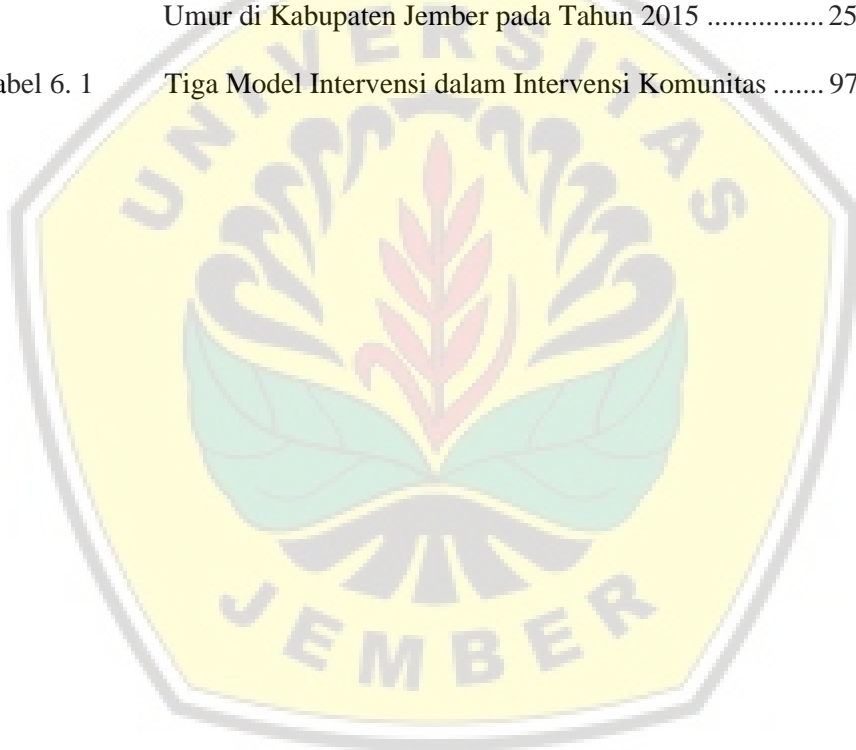 Umur di Kabupaten Jember pada Tahun 2015 ............... 25
abel 6. 1 Tiga Model Intervensi dalam Intervensi Komunitas ....... 97
UNIVERSITAS
JEMBER